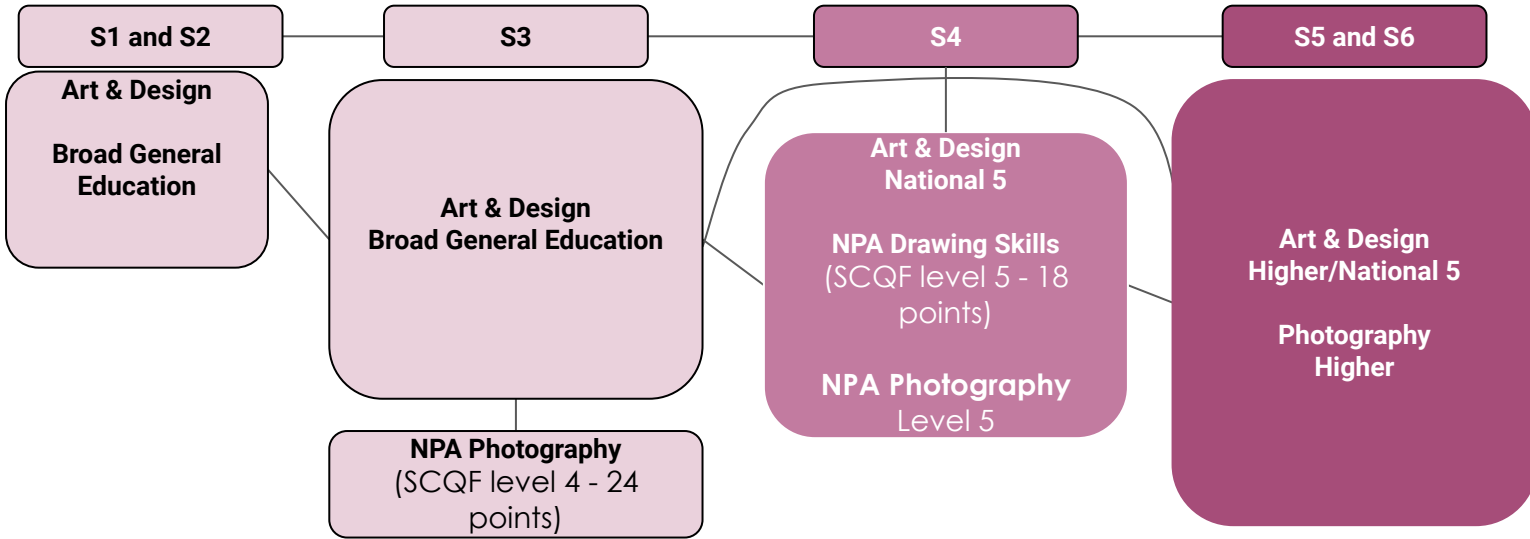 S1 and S2
S3
S4
S5 and S6
Art & Design
Broad General
Education
Art & Design
Broad General Education
NPA Photography
(SCQF level 4 - 24
points)
Art & Design
National 5
NPA Drawing Skills
(SCQF level 5 - 18
points)
NPA Photography
Level 5
Art & Design
Higher/National 5
Photography
Higher